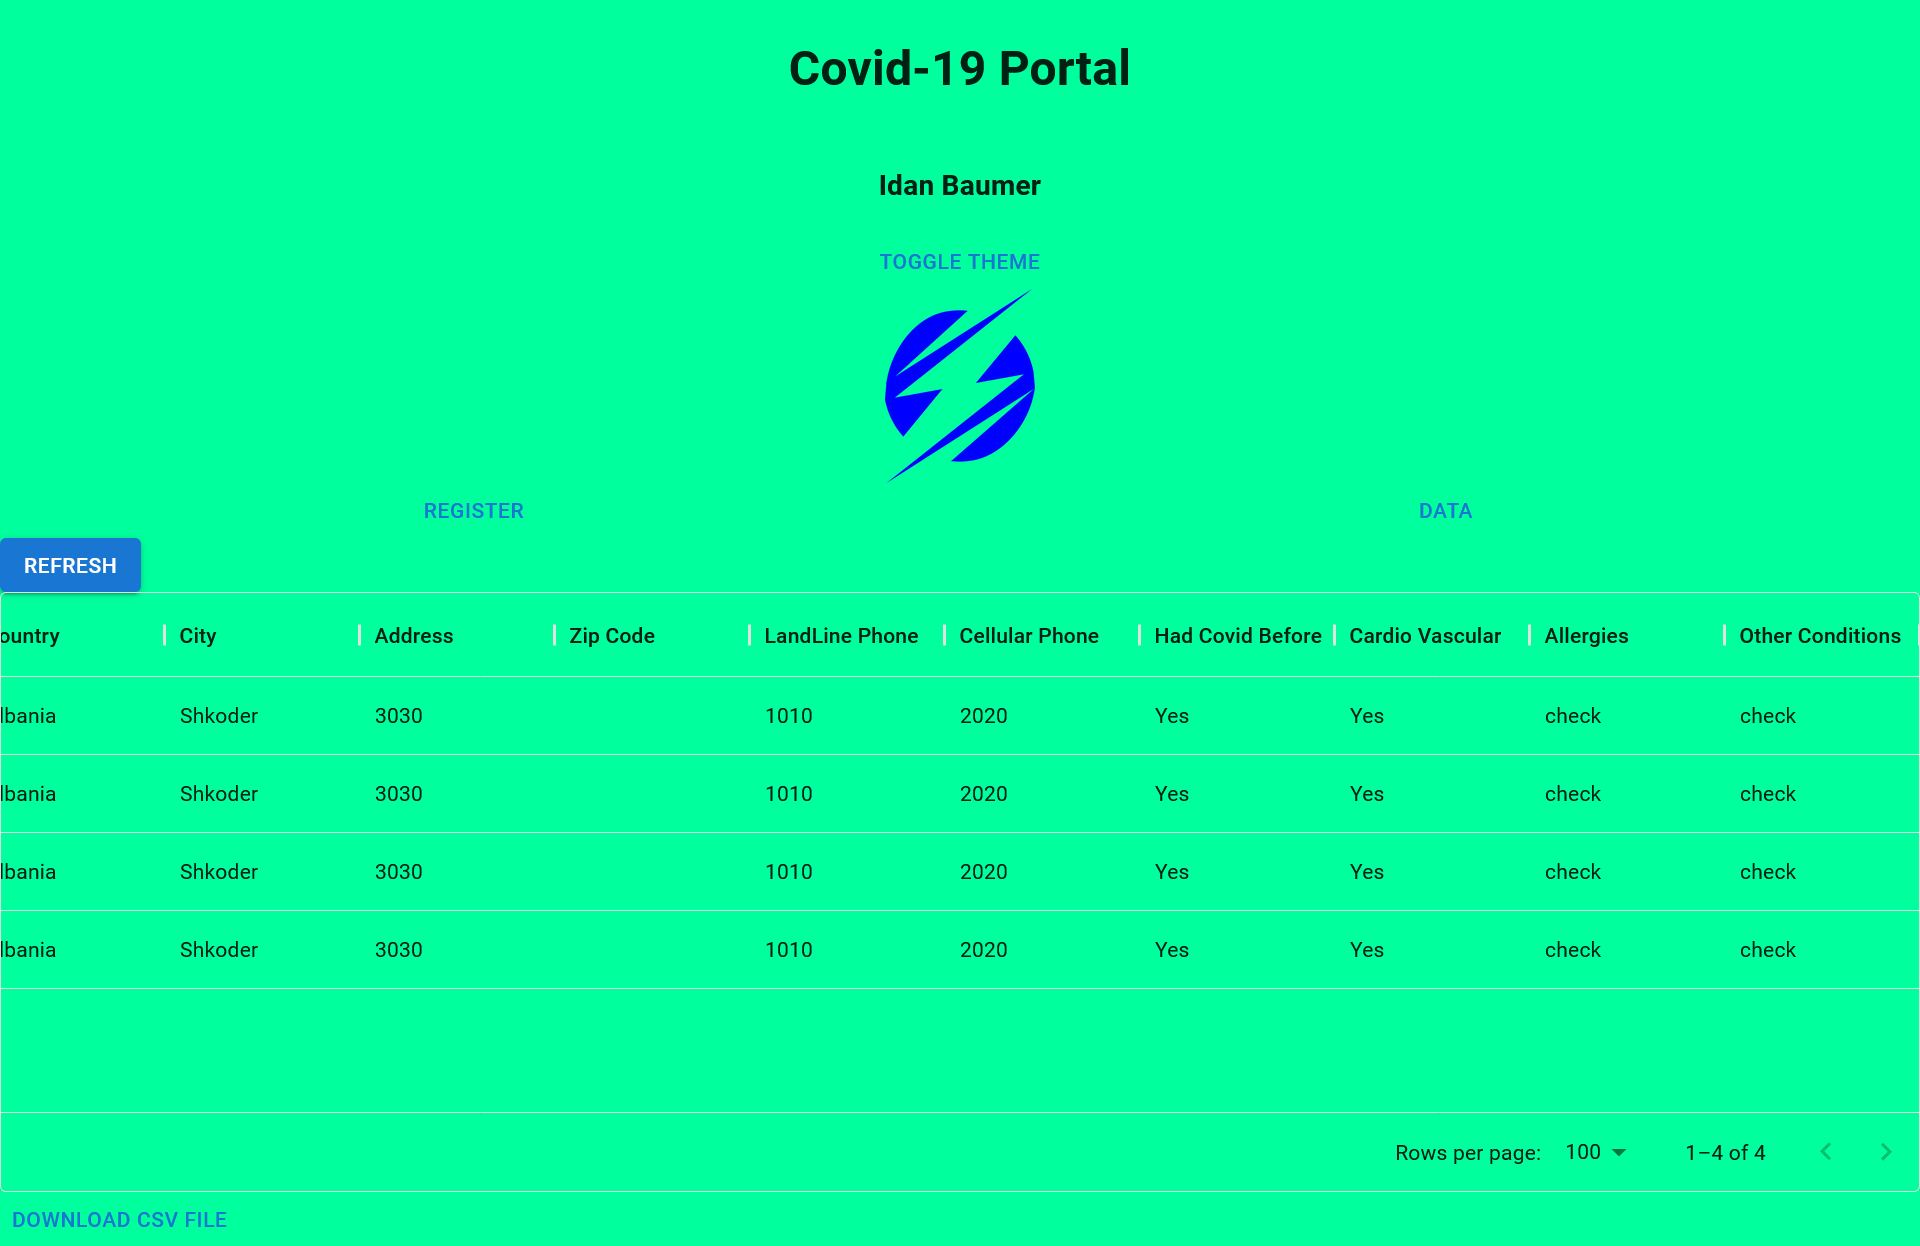 Covid-19 Portal
Idan Baumer
TOGGLE THEME
REGISTER DATA
REFRESH
ountry City Address Zip Code LandLine Phone Cellular Phone Had Covid Before Cardio Vascular Allergies Other Conditions
lbania Shkoder 3030 1010 2020 Yes Yes check check
lbania Shkoder 3030 1010 2020 Yes Yes check check
lbania Shkoder 3030 1010 2020 Yes Yes check check
lbania Shkoder 3030 1010 2020 Yes Yes check check
Rows per page: 100 1–4 of 4
DOWNLOAD CSV FILE